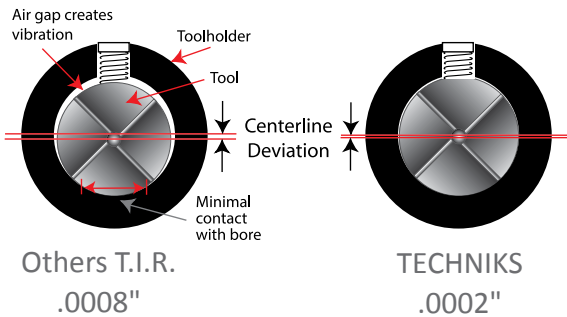 Air gap creates
vibration
Toolholder
Tool
Centerline
Deviation
Minimal
contact
with bore
Others T.I.R.
.0008"
TECHNIKS
.0002"